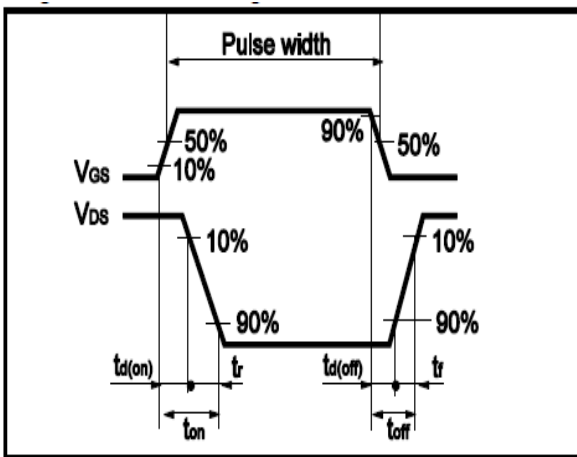 Pulse width
90%
50%
50%
10%
VGS
VDS
10%
10%
90%
90%
td(on)
tr
td(off)
tf
ton
toff